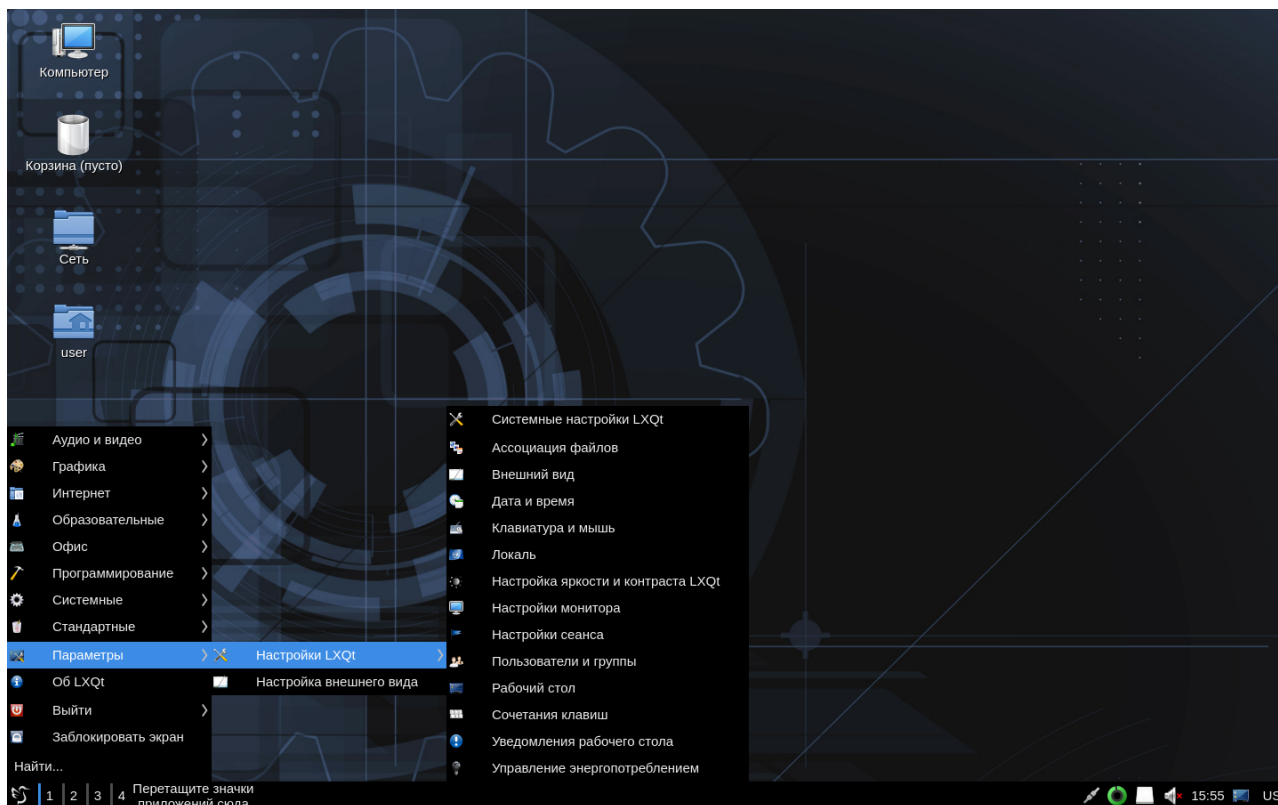 Компьютер
Корзина (пусто)
Сеть
user
Аудио и видео
Графика
Интернет
Образовательные
Офис
Программирование
Системные
Стандартные
Параметры
Об LXQt
Выйти
Заблокировать экран
Найти...
Настройки LXQt
Настройка внешнего вида
Системные настройки LXQt
Ассоциация файлов
Внешний вид
Дата и время
Клавиатура и мышь
Локаль
Настройка яркости и контраста LXQt
Настройки монитора
Настройки сеанса
Пользователи и группы
Рабочий стол
Сочетания клавиш
Уведомления рабочего стола
Управление энергопотреблением
1 2 3 4
Перетащите значки
приложений сюда
15:55
US